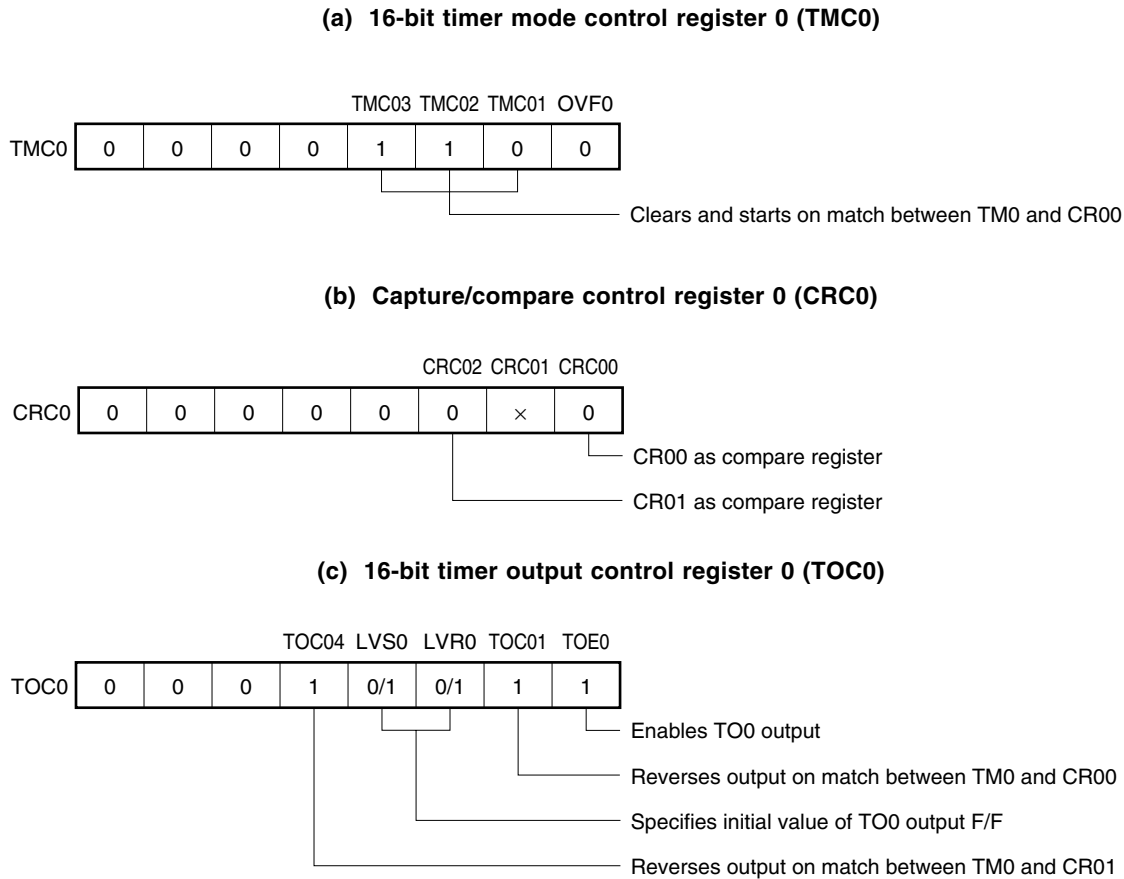 (a) 16-bit timer mode control register 0 (TMC0)
TMC03 TMC02 TMC01 OVF0
TMC0 0 0 0 0 1 1 0 0
Clears and starts on match between TM0 and CR00
(b) Capture/compare control register 0 (CRC0)
CRC02 CRC01 CRC00
CRC0 0 0 0 0 0 0 × 0
CR00 as compare register
CR01 as compare register
(c) 16-bit timer output control register 0 (TOC0)
TOC04 LVS0 LVR0 TOC01 TOE0
TOC0 0 0 0 1 0/1 0/1 1 1
Enables TO0 output
Reverses output on match between TM0 and CR00
Specifies initial value of TO0 output F/F
Reverses output on match between TM0 and CR01